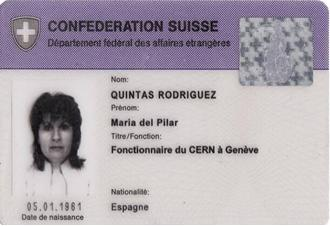 CONFEDERATION SUISSE
Département fédéral des affaires étrangères
Nom:
QUINTAS RODRIGUEZ
Prénom:
Maria del Pilar
Titre/Fonction:
Fonctionnaire du CERN à Genève
Nationalité:
Espagne
05.01.1961
Date de naissance